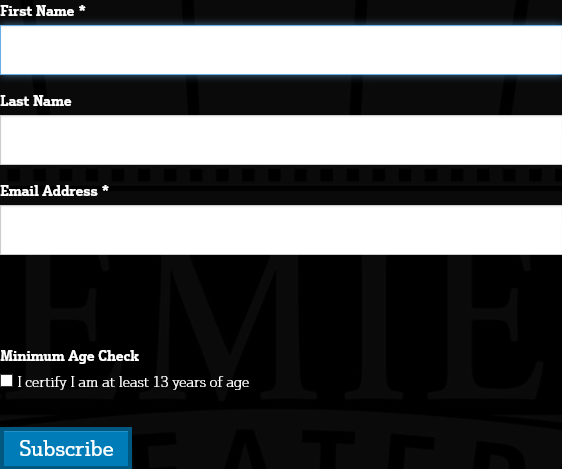 First Name *
Last Name
Email Address *
Minimum Age Check
I certify I am at least 13 years of age
Subscribe